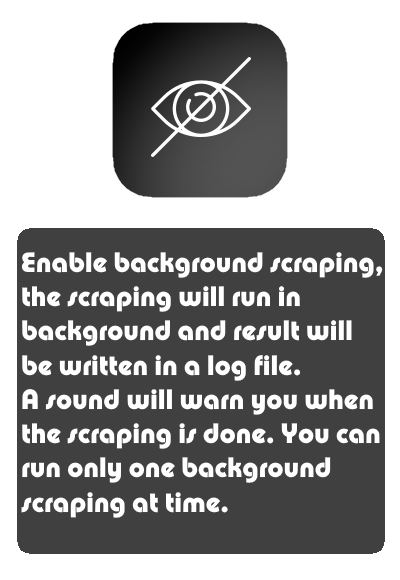 Enable background scraping,
the scraping will run in
background and result will
be written in a log file.
A sound will warn you when
the scraping is done. You can
run only one background
scraping at time.